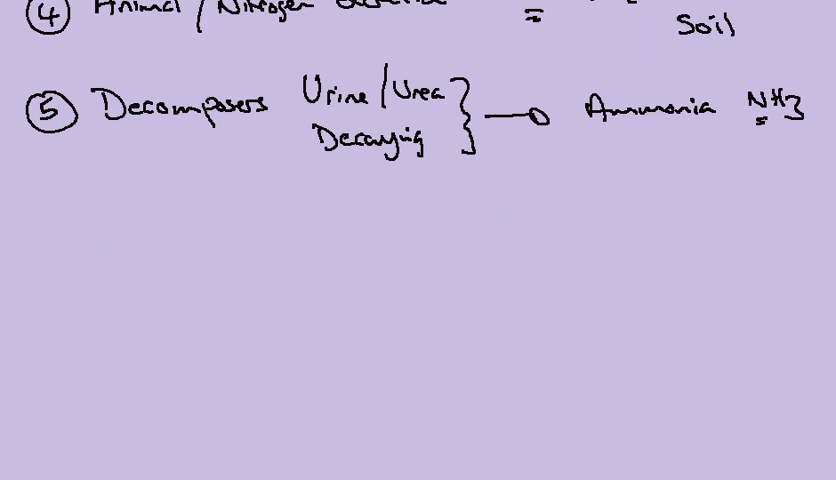 ④ Animal / Nitrogen
Soil
⑤ Decomposers Urine / Urea } → Ammonia NH3
Decaying